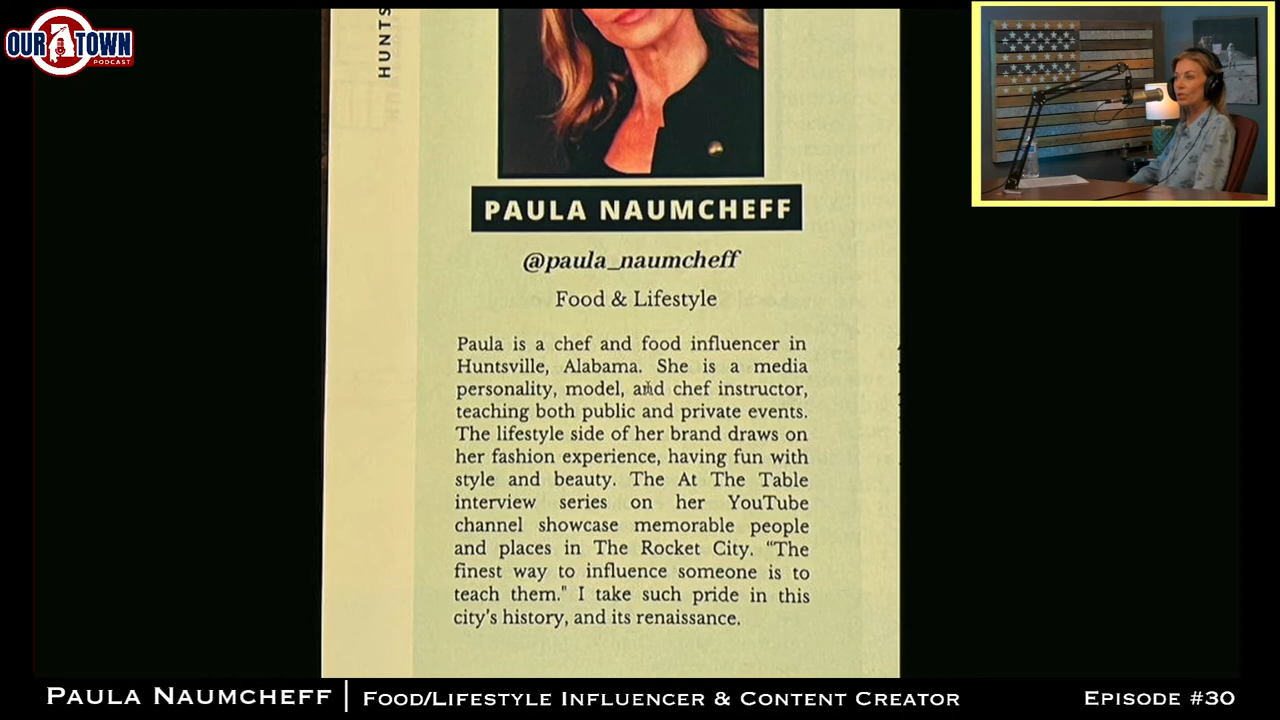 OUR TOWN
PODCAST
HUNTS
PAULA NAUMCHEFF
@paula_naumcheff
Food & Lifestyle
Paula is a chef and food influencer in
Huntsville, Alabama. She is a media
personality, model, and chef instructor,
teaching both public and private events.
The lifestyle side of her brand draws on
her fashion experience, having fun with
style and beauty. The At The Table
interview series on her YouTube
channel showcase memorable people
and places in The Rocket City. “The
finest way to influence someone is to
teach them." I take such pride in this
city's history, and its renaissance.
PAULA NAUMCHEFF | FOOD/LIFESTYLE INFLUENCER & CONTENT CREATOR
EPISODE #30